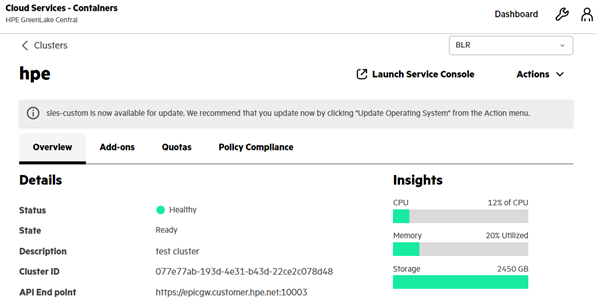 Cloud Services - Containers
HPE GreenLake Central
Dashboard
Clusters
BLR
hpe
Launch Service Console
Actions
sles-custom is now available for update. We recommend that you update now by clicking "Update Operating System" from the Action menu.
Overview
Add-ons
Quotas
Policy Compliance
Details
Status
Healthy
State
Ready
Description
test cluster
Cluster ID
077e77ab-193d-4e31-b43d-22ce2c078d48
API End point
https://epicgw.customer.hpe.net:10003
Insights
CPU
12% of CPU
Memory
20% Utilized
Storage
2450 GB